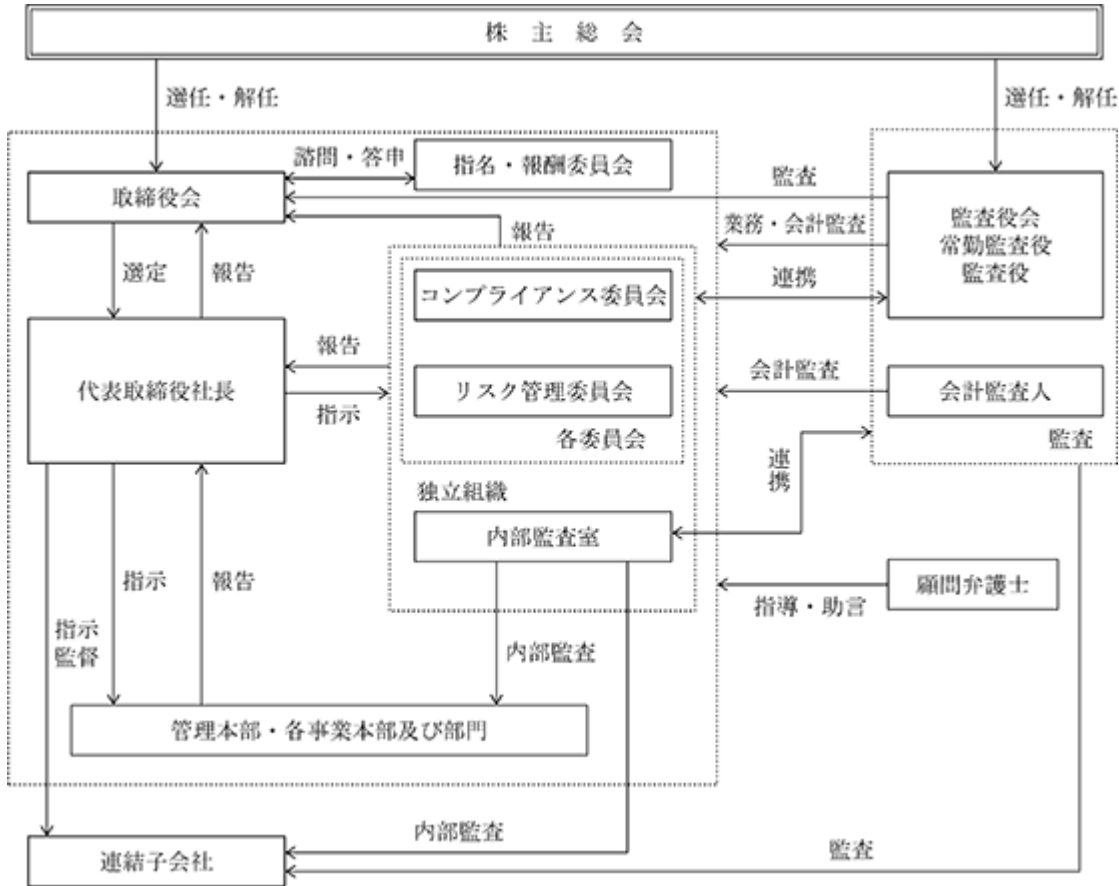 株主総会
選任・解任
選任・解任
諮問・答申
指名・報酬委員会
取締役会
監査
監査役会
常勤監査役
監査役
業務・会計監査
報告
選定
報告
連携
コンプライアンス委員会
報告
代表取締役社長
指示
リスク管理委員会
会計監査
会計監査人
各委員会
監査
連携
独立組織
内部監査室
指示
報告
顧問弁護士
指導・助言
指示
監督
内部監査
管理本部・各事業本部及び部門
内部監査
監査
連結子会社